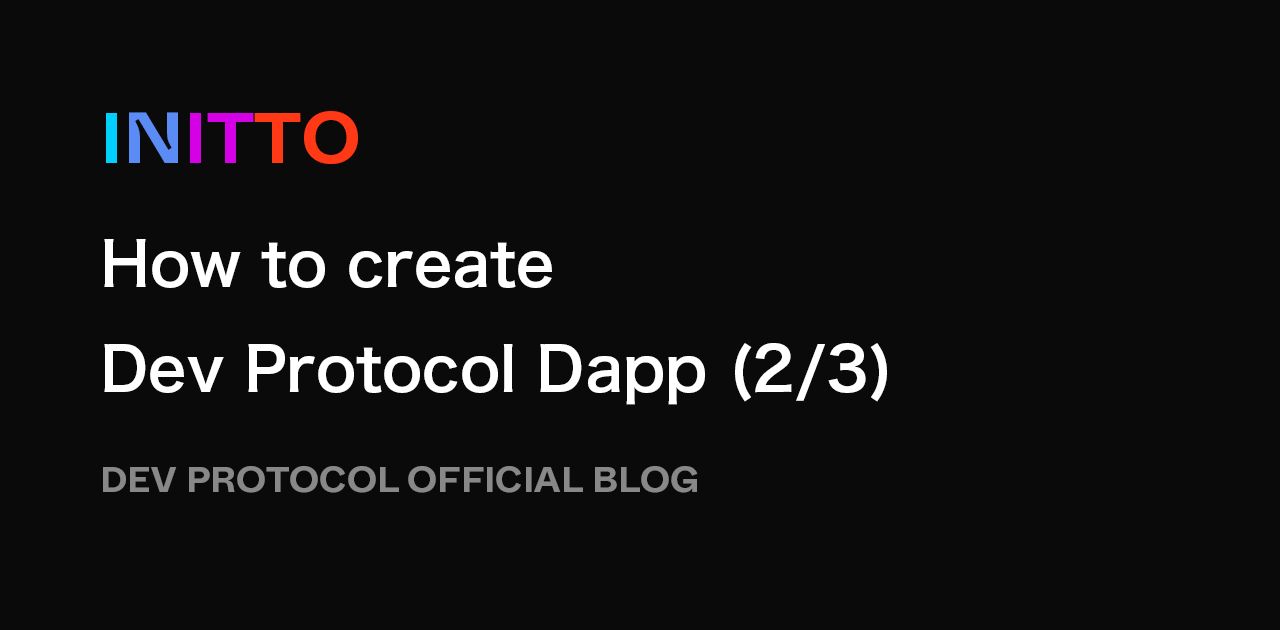 INITTO
How to create
Dev Protocol Dapp (2/3)
DEV PROTOCOL OFFICIAL BLOG